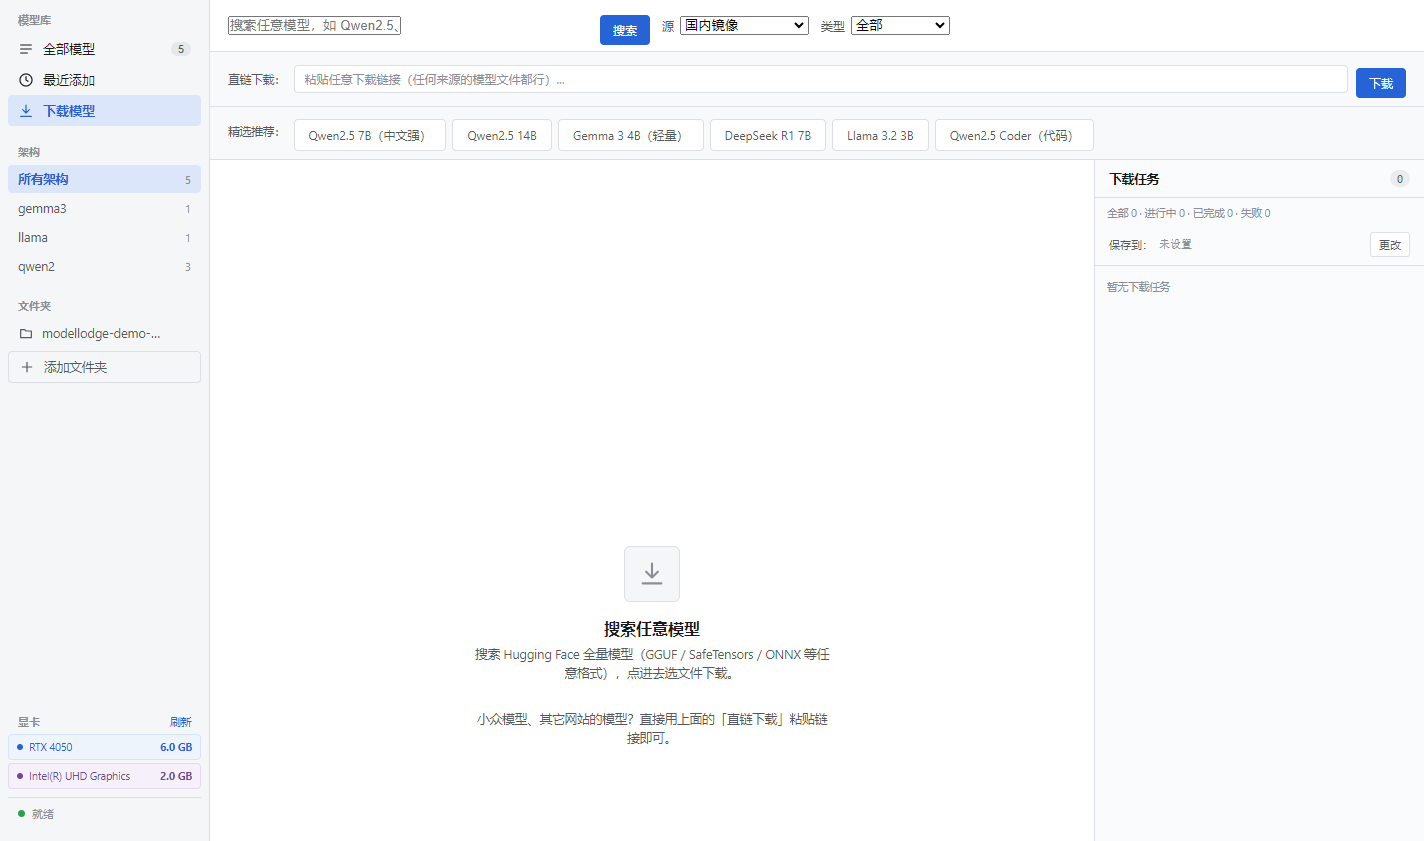 模型库
全部模型 5
最近添加
下载模型
架构
所有架构 5
gemma3 1
llama 1
qwen2 3
文件夹
modellodge-demo-...
添加文件夹
显卡 刷新
RTX 4050 6.0 GB
Intel(R) UHD Graphics 2.0 GB
就绪
搜索任意模型，如 Qwen2.5、 搜索 源 国内镜像 类型 全部
直链下载： 粘贴任意下载链接（任何来源的模型文件都行）... 下载
精选推荐： Qwen2.5 7B（中文强） Qwen2.5 14B Gemma 3 4B（轻量） DeepSeek R1 7B Llama 3.2 3B Qwen2.5 Coder（代码）
搜索任意模型
搜索 Hugging Face 全量模型（GGUF / SafeTensors / ONNX 等任
意格式），点进去选文件下载。
小众模型、其它网站的模型？直接用上面的「直链下载」粘贴链
接即可。
下载任务 0
全部 0 · 进行中 0 · 已完成 0 · 失败 0
保存到： 未设置 更改
暂无下载任务